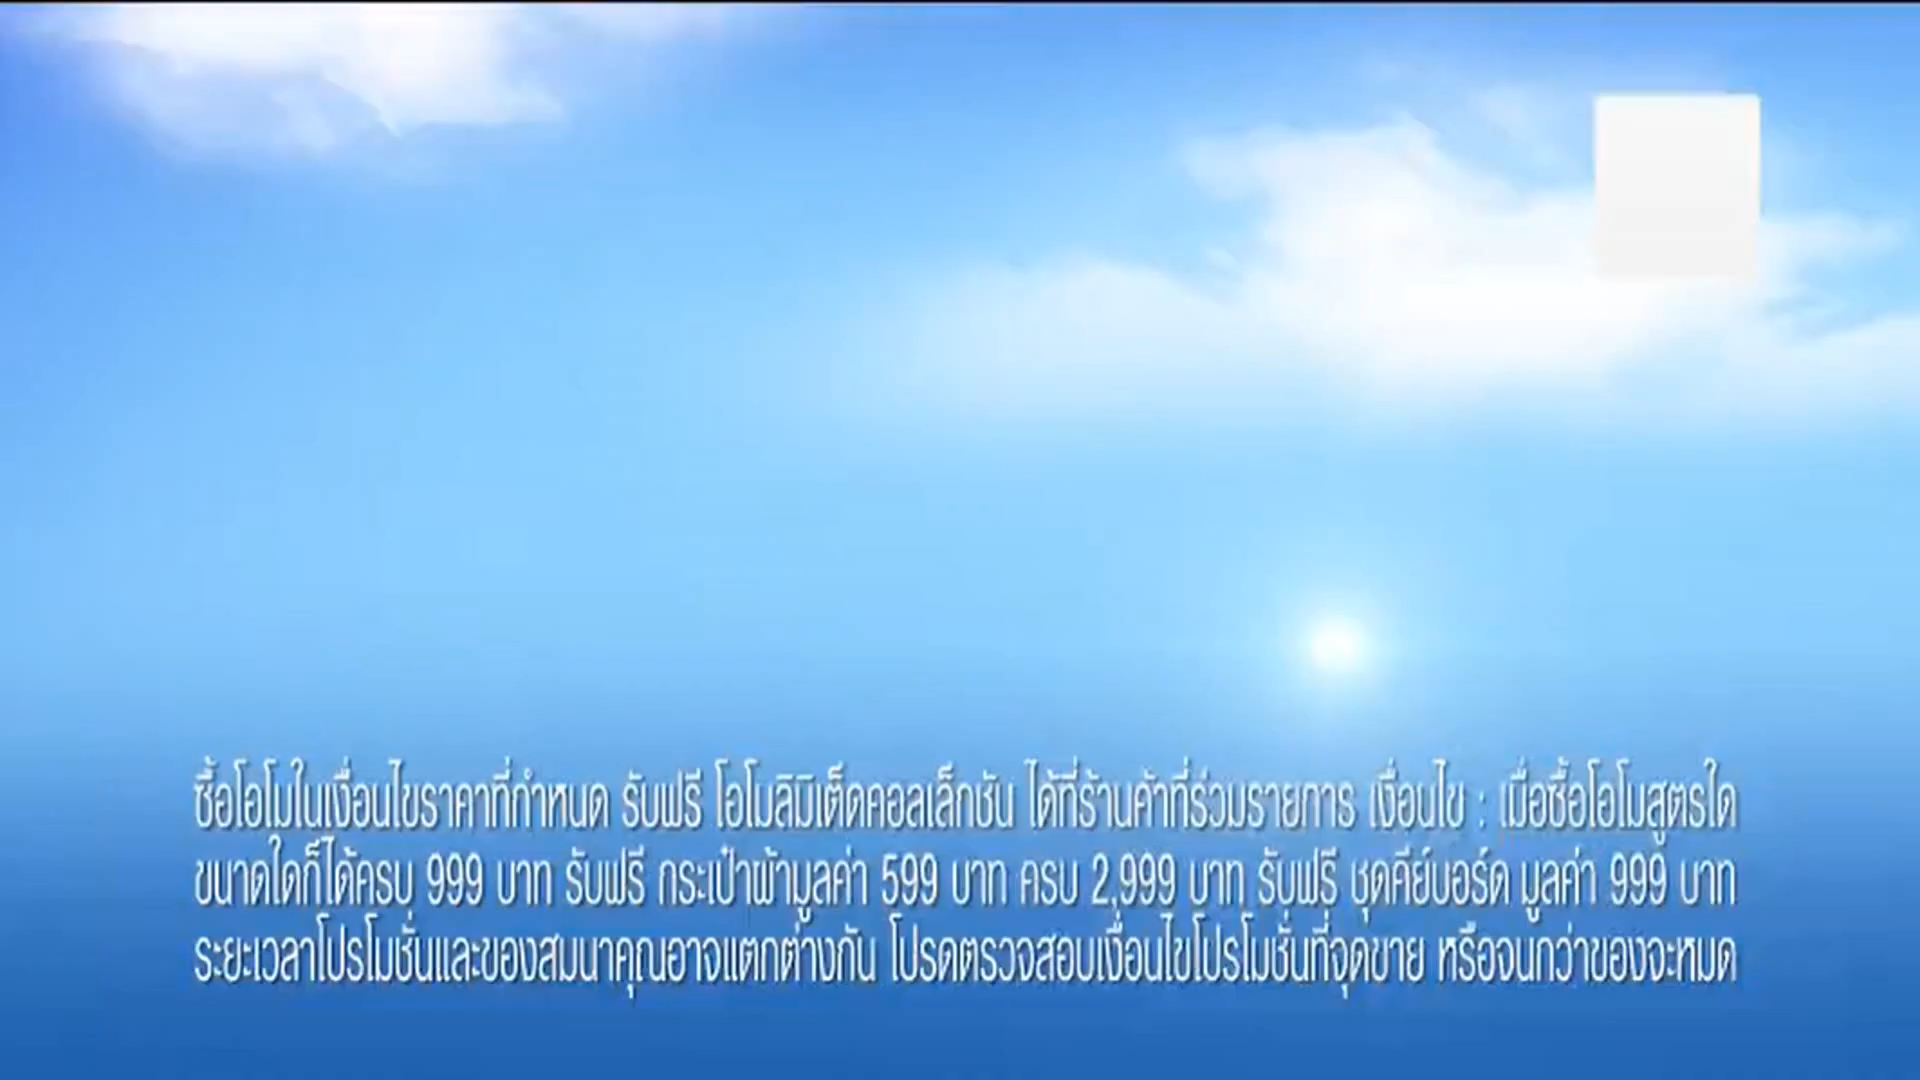 ซื้อโอโมในเงื่อนไขราคาที่กำหนด รับฟรี โอโมลิมิเต็ดคอลเล็กชัน ได้ที่ร้านค้าที่ร่วมรายการ เงื่อนไข : เมื่อซื้อโอโมสูตรใด
ขนาดใดก็ได้ครบ 999 บาท รับฟรี กระเป๋าผ้ามูลค่า 599 บาท ครบ 2,999 บาท รับฟรี ชุดคีย์บอร์ด มูลค่า 999 บาท
ระยะเวลาโปรโมชั่นและของสมนาคุณอาจแตกต่างกัน โปรดตรวจสอบเงื่อนไขโปรโมชั่นที่จุดขาย หรือจนกว่าของจะหมด